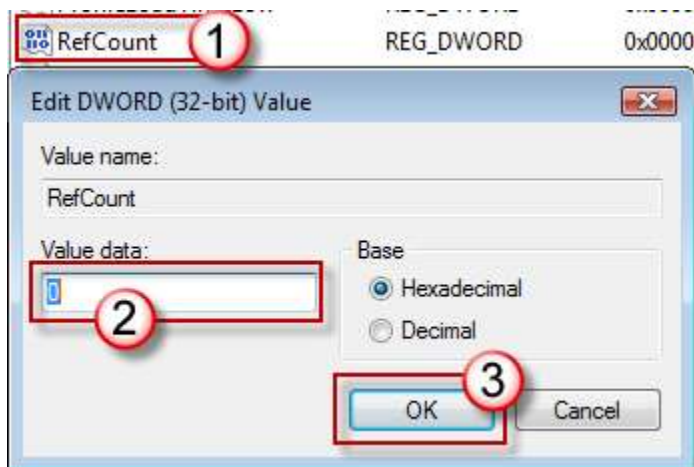 RefCount 1 REG_DWORD 0x0000
Edit DWORD (32-bit) Value
Value name:
RefCount
Value data:
0
2
Base
Hexadecimal
Decimal
3
OK
Cancel